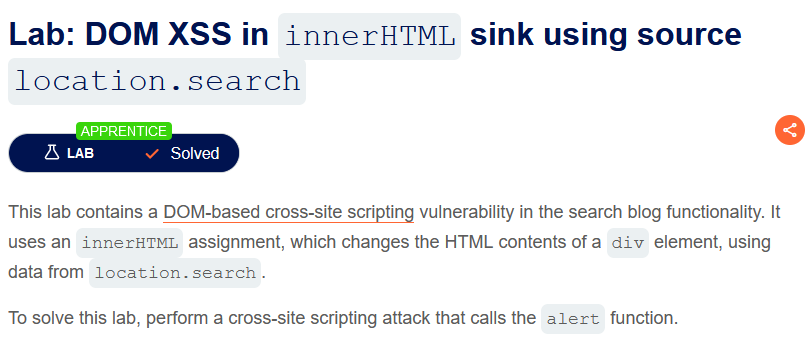 Lab: DOM XSS in innerHTML sink using source
location.search
APPRENTICE
LAB Solved
This lab contains a DOM-based cross-site scripting vulnerability in the search blog functionality. It
uses an innerHTML assignment, which changes the HTML contents of a div element, using
data from location.search.
To solve this lab, perform a cross-site scripting attack that calls the alert function.